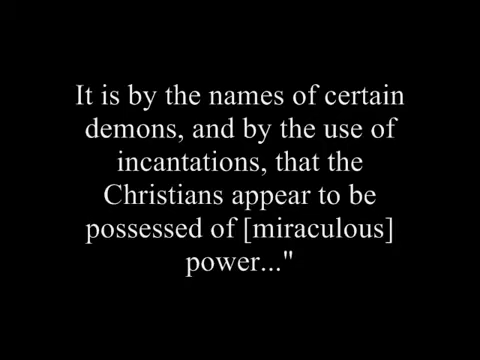 It is by the names of certain
demons, and by the use of
incantations, that the
Christians appear to be
possessed of [miraculous]
power..."